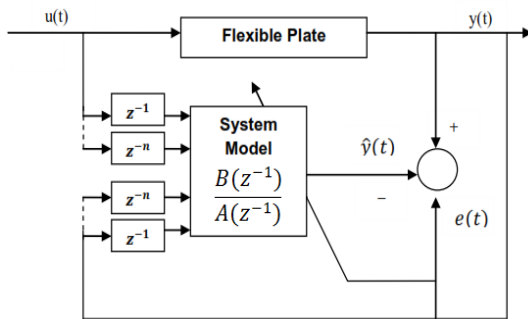 u(t)
Flexible Plate
y(t)
z⁻¹
z⁻ⁿ
z⁻ⁿ
z⁻¹
System
Model
B(z⁻¹)
A(z⁻¹)
ŷ(t)
+
−
e(t)